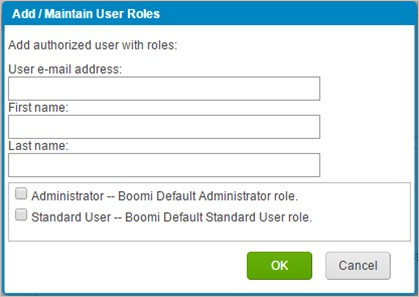 Add / Maintain User Roles
Add authorized user with roles:
User e-mail address:
First name:
Last name:
Administrator -- Boomi Default Administrator role.
Standard User -- Boomi Default Standard User role.
OK Cancel